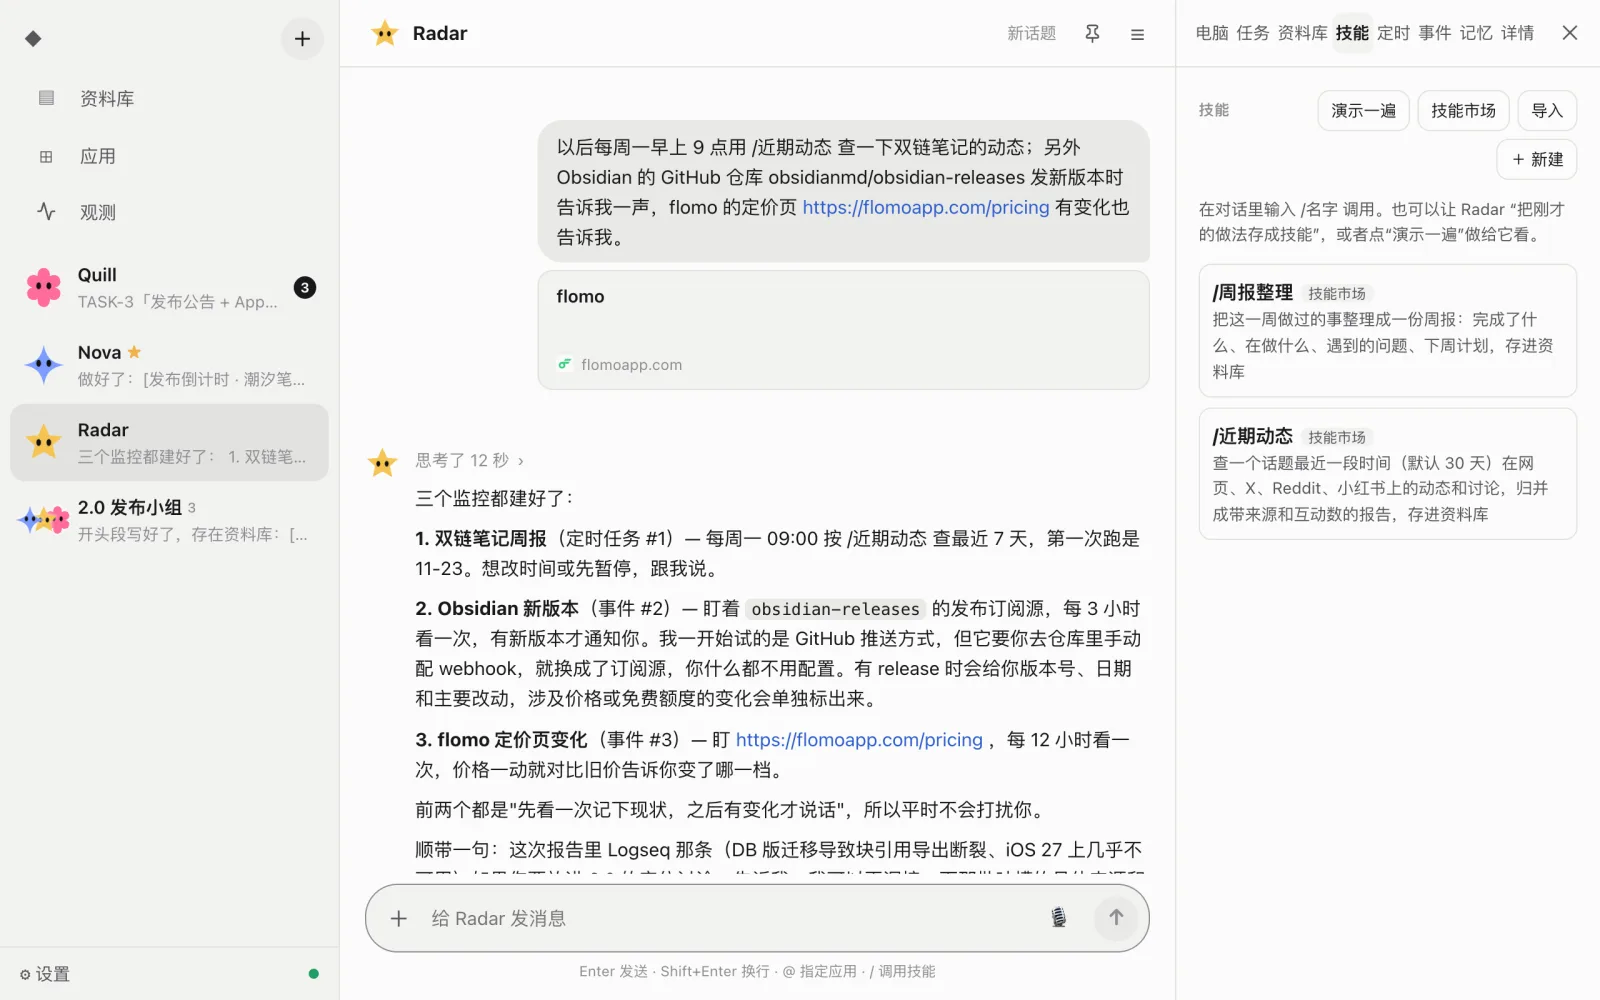 资料库
应用
观测
Quill
TASK-3「发布公告 + App...
3
Nova
做好了：[发布倒计时 · 潮汐笔...
Radar
三个监控都建好了： 1. 双链笔...
2.0 发布小组 3
开头段写好了，存在资料库：[...
设置
Radar
新话题
以后每周一早上 9 点用 /近期动态 查一下双链笔记的动态；另外
Obsidian 的 GitHub 仓库 obsidianmd/obsidian-releases 发新版本时
告诉我一声，flomo 的定价页 https://flomoapp.com/pricing 有变化也
告诉我。
flomo
flomoapp.com
思考了 12 秒 ›
三个监控都建好了：
1. 双链笔记周报（定时任务 #1）— 每周一 09:00 按 /近期动态 查最近 7 天，第一次跑是
11-23。想改时间或先暂停，跟我说。
2. Obsidian 新版本（事件 #2）— 盯着 obsidian-releases 的发布订阅源，每 3 小时
看一次，有新版本才通知你。我一开始试的是 GitHub 推送方式，但它要你去仓库里手动
配 webhook，就换成了订阅源，你什么都不用配置。有 release 时会给你版本号、日期
和主要改动，涉及价格或免费额度的变化会单独标出来。
3. flomo 定价页变化（事件 #3）— 盯 https://flomoapp.com/pricing ，每 12 小时看一
次，价格一动就对比旧价告诉你变了哪一档。
前两个都是"先看一次记下现状，之后有变化才说话"，所以平时不会打扰你。
顺带一句：这次报告里 Logseq 那条（DB 版迁移导致块引用导出断裂、iOS 27 上几乎不
给 Radar 发消息
Enter 发送 · Shift+Enter 换行 · @ 指定应用 · / 调用技能
电脑 任务 资料库 技能 定时 事件 记忆 详情
技能
演示一遍
技能市场
导入
+ 新建
在对话里输入 /名字 调用。也可以让 Radar “把刚才
的做法存成技能”，或者点“演示一遍”做给它看。
/周报整理 技能市场
把这一周做过的事整理成一份周报：完成了什
么、在做什么、遇到的问题、下周计划，存进资
料库
/近期动态 技能市场
查一个话题最近一段时间（默认 30 天）在网
页、X、Reddit、小红书上的动态和讨论，归并
成带来源和互动数的报告，存进资料库